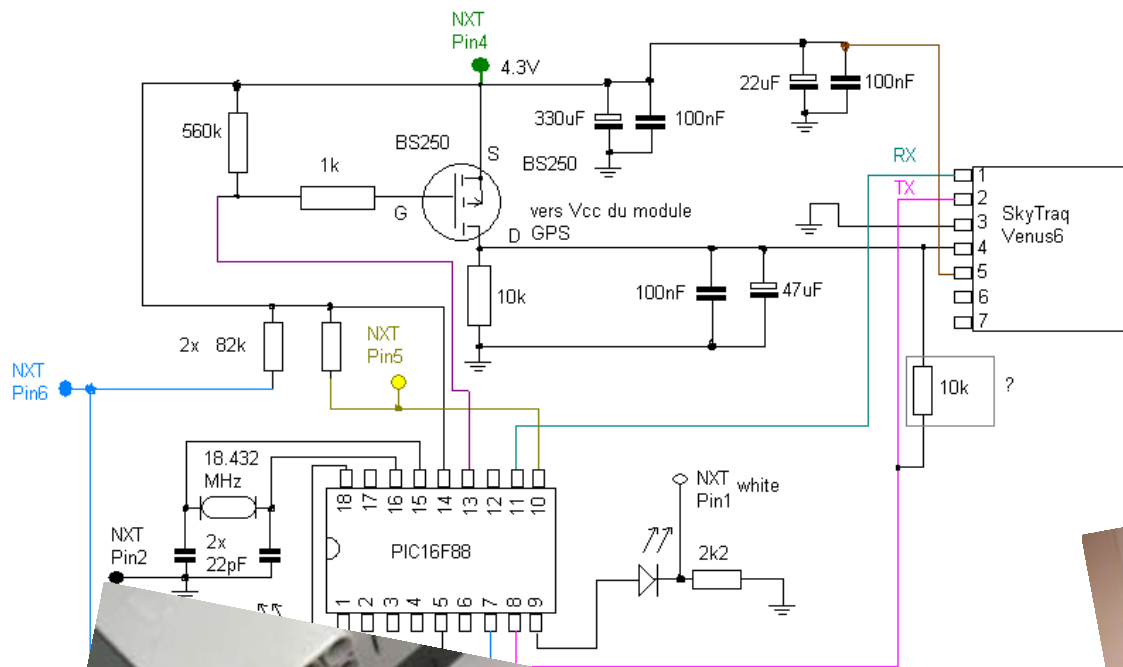 NXT
Pin4
4.3V
560k
1k
BS250
S
G
D
BS250
330uF
100nF
22uF
100nF
vers Vcc du module
GPS
10k
100nF
47uF
RX
TX
1
2
3
4
5
6
7
SkyTraq
Venus6
10k
?
2x 82k
NXT
Pin5
NXT
Pin6
18.432
MHz
2x
22pF
NXT
Pin2
18 17 16 15 14 13 12 11 10
PIC16F88
1 2 3 4 5 6 7 8 9
NXT
Pin1
white
2k2